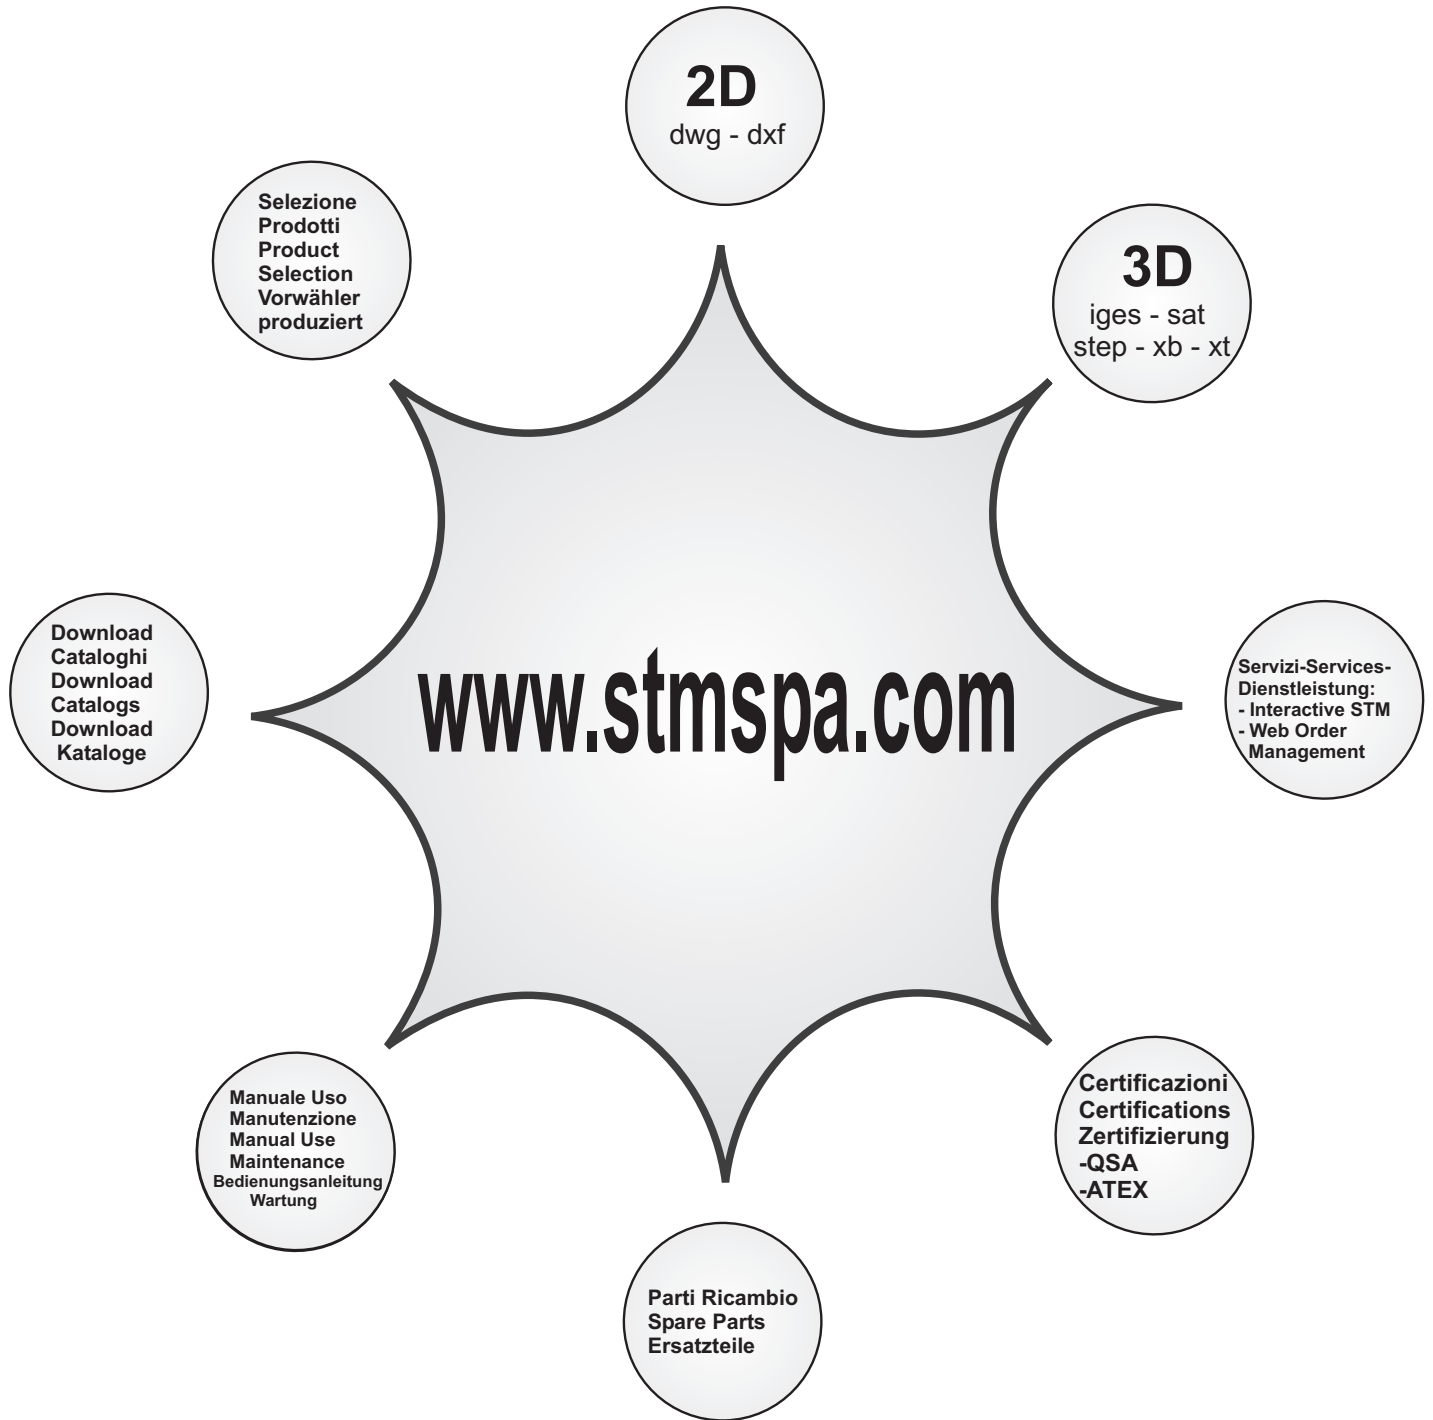 2D
dwg - dxf
Selezione
Prodotti
Product
Selection
Vorwähler
produziert
3D
iges - sat
step - xb - xt
Download
Cataloghi
Download
Catalogs
Download
Kataloge
www.stmspa.com
Servizi-Services-
Dienstleistung:
- Interactive STM
- Web Order
Management
Manuale Uso
Manutenzione
Manual Use
Maintenance
Bedienungsanleitung
Wartung
Certificazioni
Certifications
Zertifizierung
-QSA
-ATEX
Parti Ricambio
Spare Parts
Ersatzteile